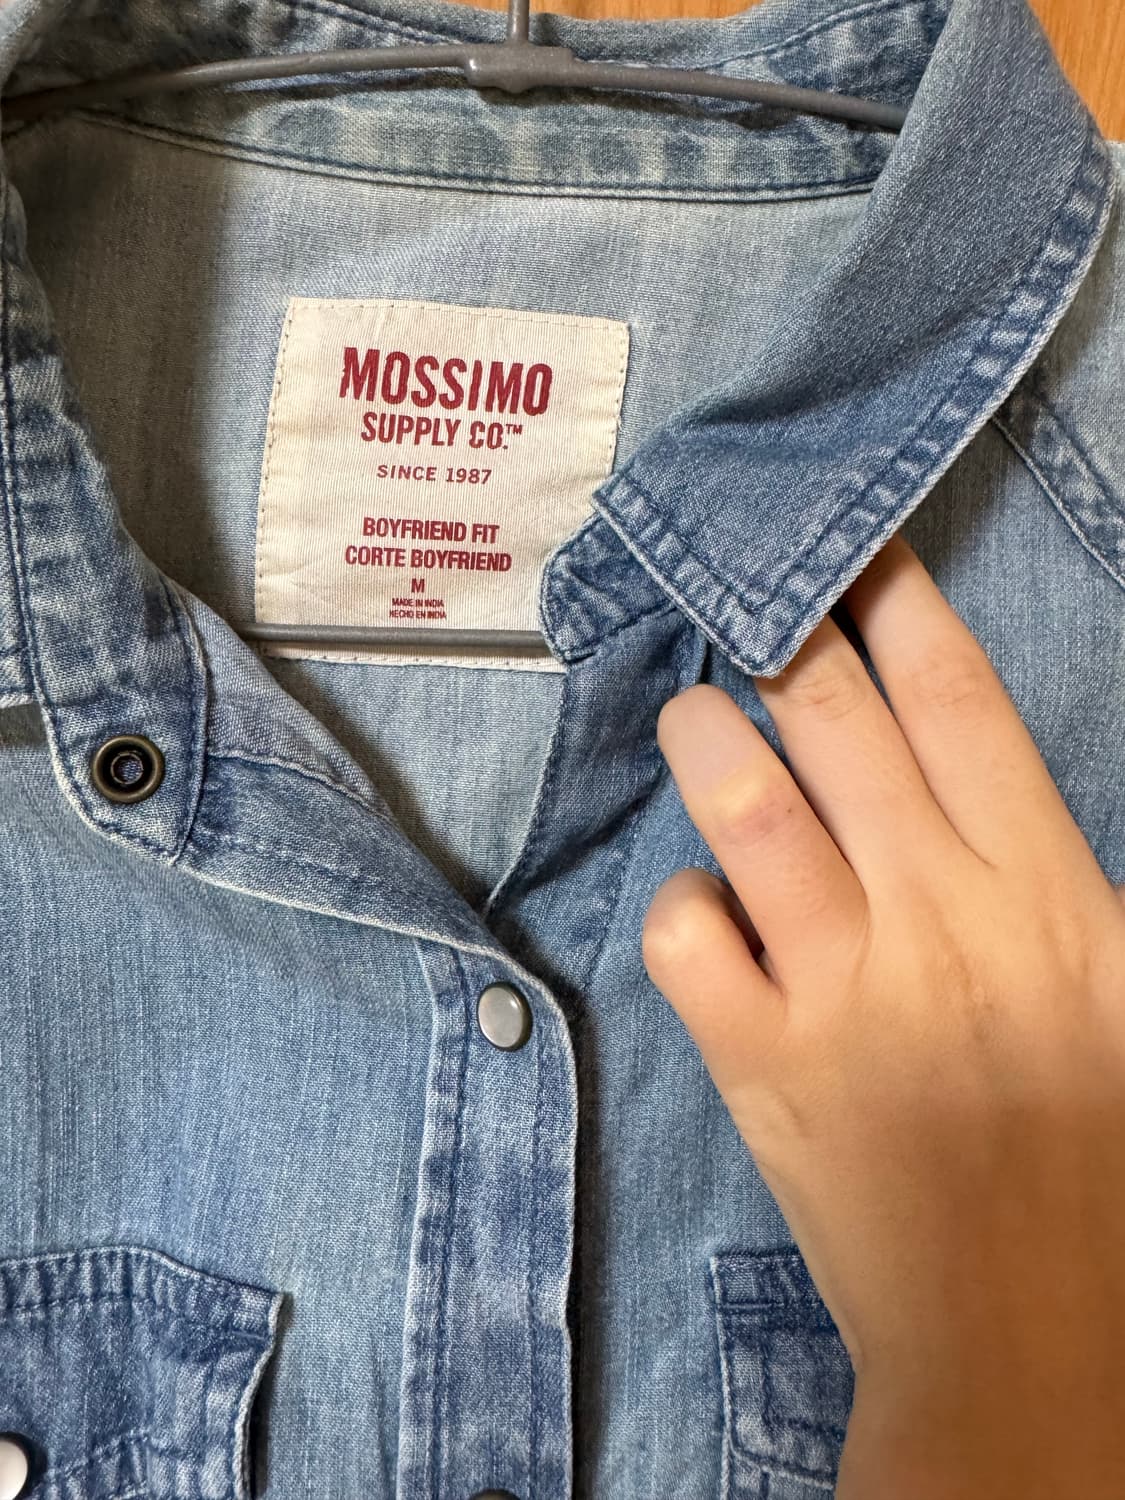 MOSSIMO
SUPPLY CO.™
SINCE 1987
BOYFRIEND FIT
CORTE BOYFRIEND
M
MADE IN INDIA
HECHO EN INDIA